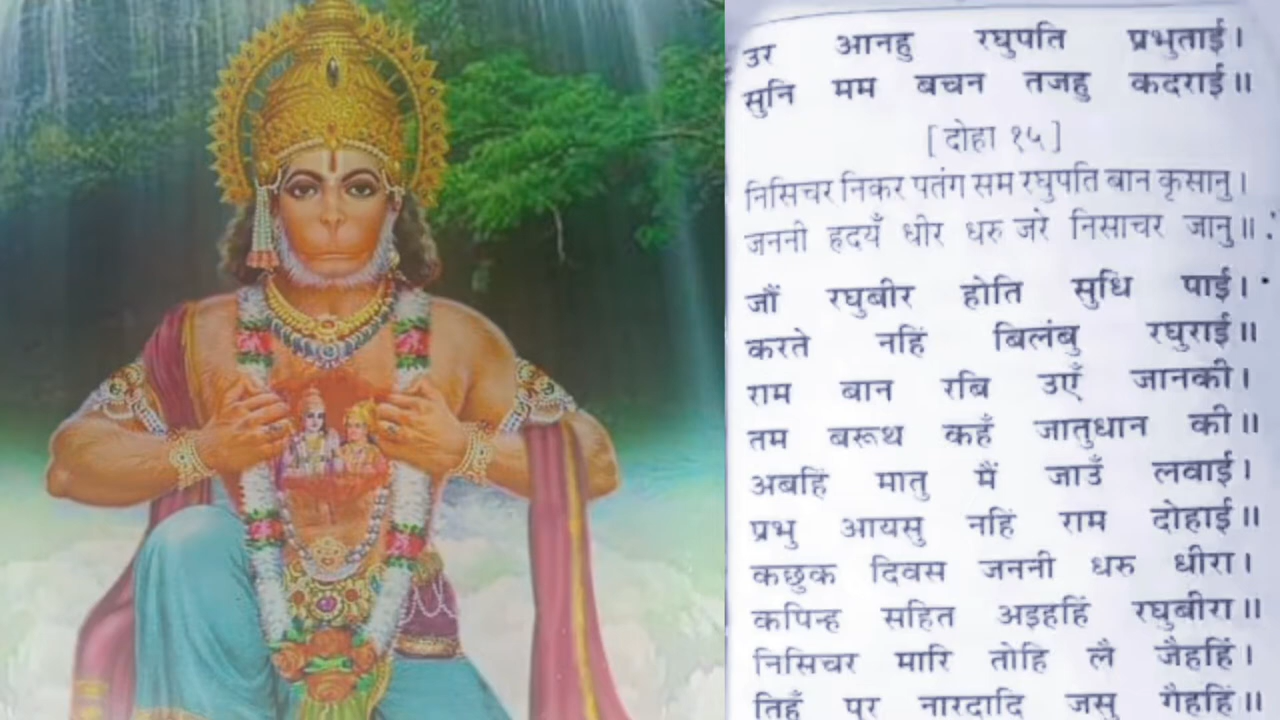 उर आनहु रघुपति प्रभुताई।
सुनि मम बचन तजहु कदराई॥
[दोहा १५]
निसिचर निकर पतंग सम रघुपति बान कृसानु।
जननी हृदयँ धीर धरु जरे निसाचर जानु॥
जौं रघुबीर होति सुधि पाई।
करते नहिं बिलंबु रघुराई॥
राम बान रबि उएँ जानकी।
तम बरूथ कहँ जातुधान की॥
अबहिं मातु मैं जाउँ लवाई।
प्रभु आयसु नहिं राम दोहाई॥
कछुक दिवस जननी धरु धीरा।
कपिन्ह सहित अइहहिं रघुबीरा॥
निसिचर मारि तोहि लै जैहहिं।
तिहुँ पुर नारदादि जसु गैहहिं॥